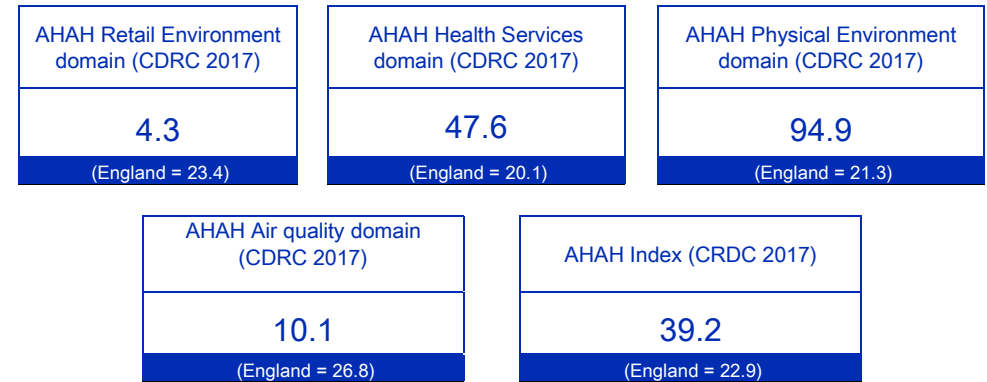 AHAH Retail Environment
domain (CDRC 2017)
4.3
(England = 23.4)
AHAH Health Services
domain (CDRC 2017)
47.6
(England = 20.1)
AHAH Physical Environment
domain (CDRC 2017)
94.9
(England = 21.3)
AHAH Air quality domain
(CDRC 2017)
10.1
(England = 26.8)
AHAH Index (CRDC 2017)
39.2
(England = 22.9)